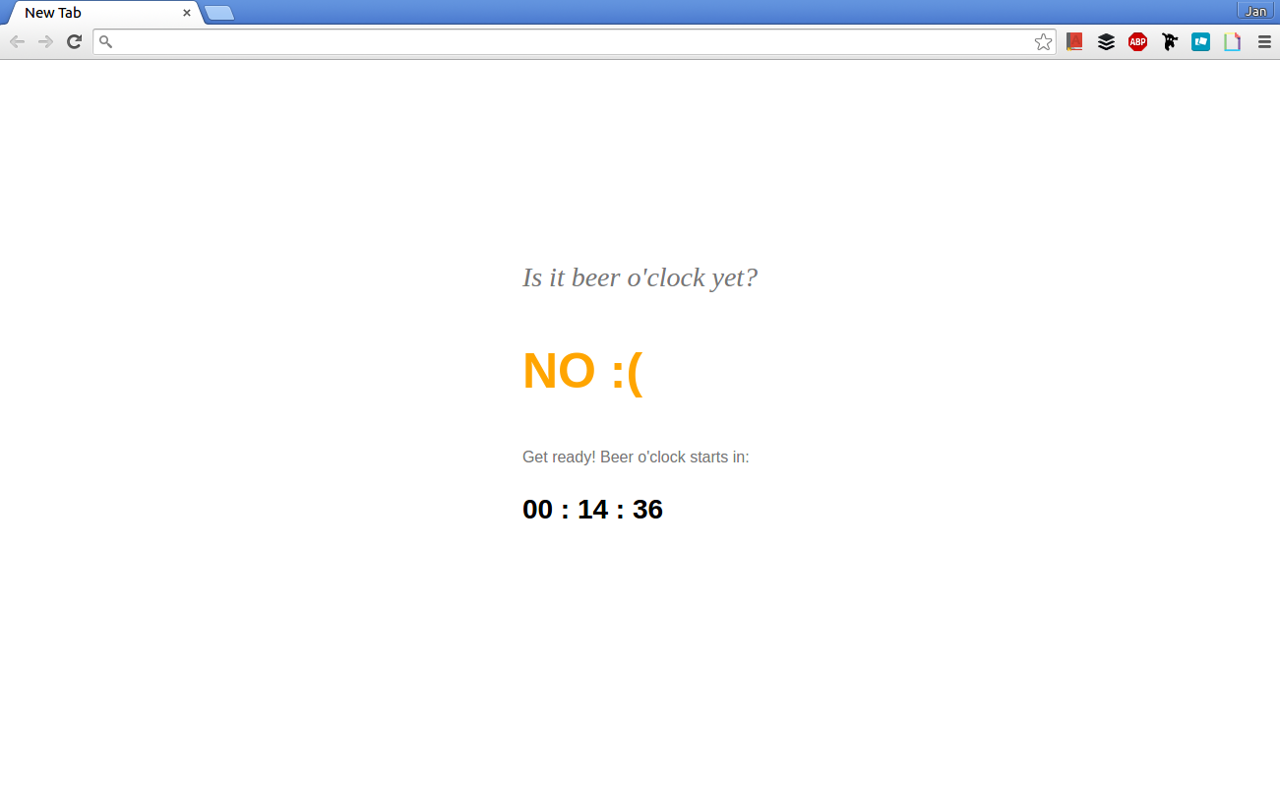 New Tab
Jan
ABP
Is it beer o'clock yet?
NO :(
Get ready! Beer o'clock starts in:
00 : 14 : 36